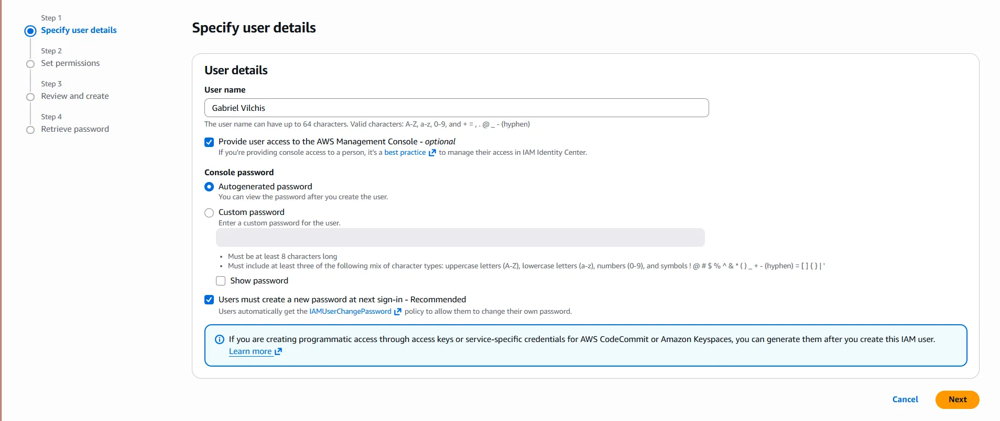 Step 1
Specify user details
Step 2
Set permissions
Step 3
Review and create
Step 4
Retrieve password
Specify user details
User details
User name
Gabriel Vilchis
The user name can have up to 64 characters. Valid characters: A-Z, a-z, 0-9, and + = , . @ _ - (hyphen)
Provide user access to the AWS Management Console - optional
If you're providing console access to a person, it's a best practice to manage their access in IAM Identity Center.
Console password
Autogenerated password
You can view the password after you create the user.
Custom password
Enter a custom password for the user.
• Must be at least 8 characters long
• Must include at least three of the following mix of character types: uppercase letters (A-Z), lowercase letters (a-z), numbers (0-9), and symbols ! @ # $ % ^ & * ( ) _ + - (hyphen) = [ ] { } | '
Show password
Users must create a new password at next sign-in - Recommended
Users automatically get the IAMUserChangePassword policy to allow them to change their own password.
If you are creating programmatic access through access keys or service-specific credentials for AWS CodeCommit or Amazon Keyspaces, you can generate them after you create this IAM user.
Learn more
Cancel
Next